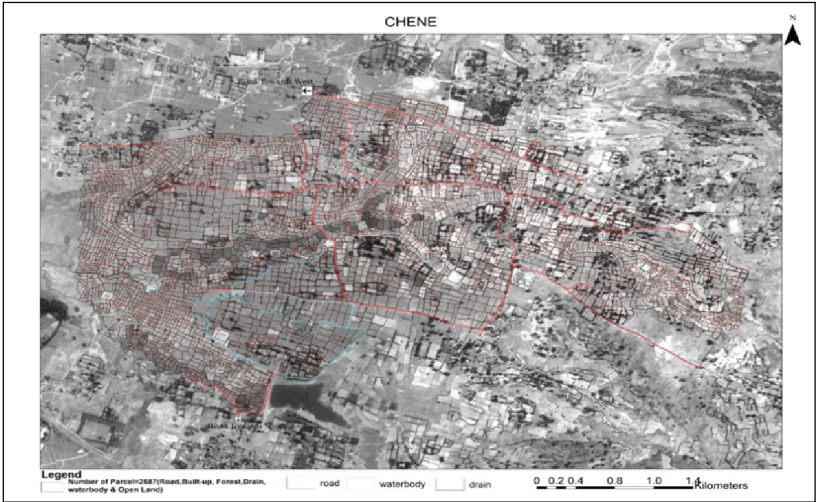 CHENE
N
Road Towards West
Legend
Number of Parcel=2587(Road,Built-up, Forest,Drain,
waterbody & Open Land)
road
waterbody
drain
0 0.2 0.4 0.8 1.0 1.4
Kilometers